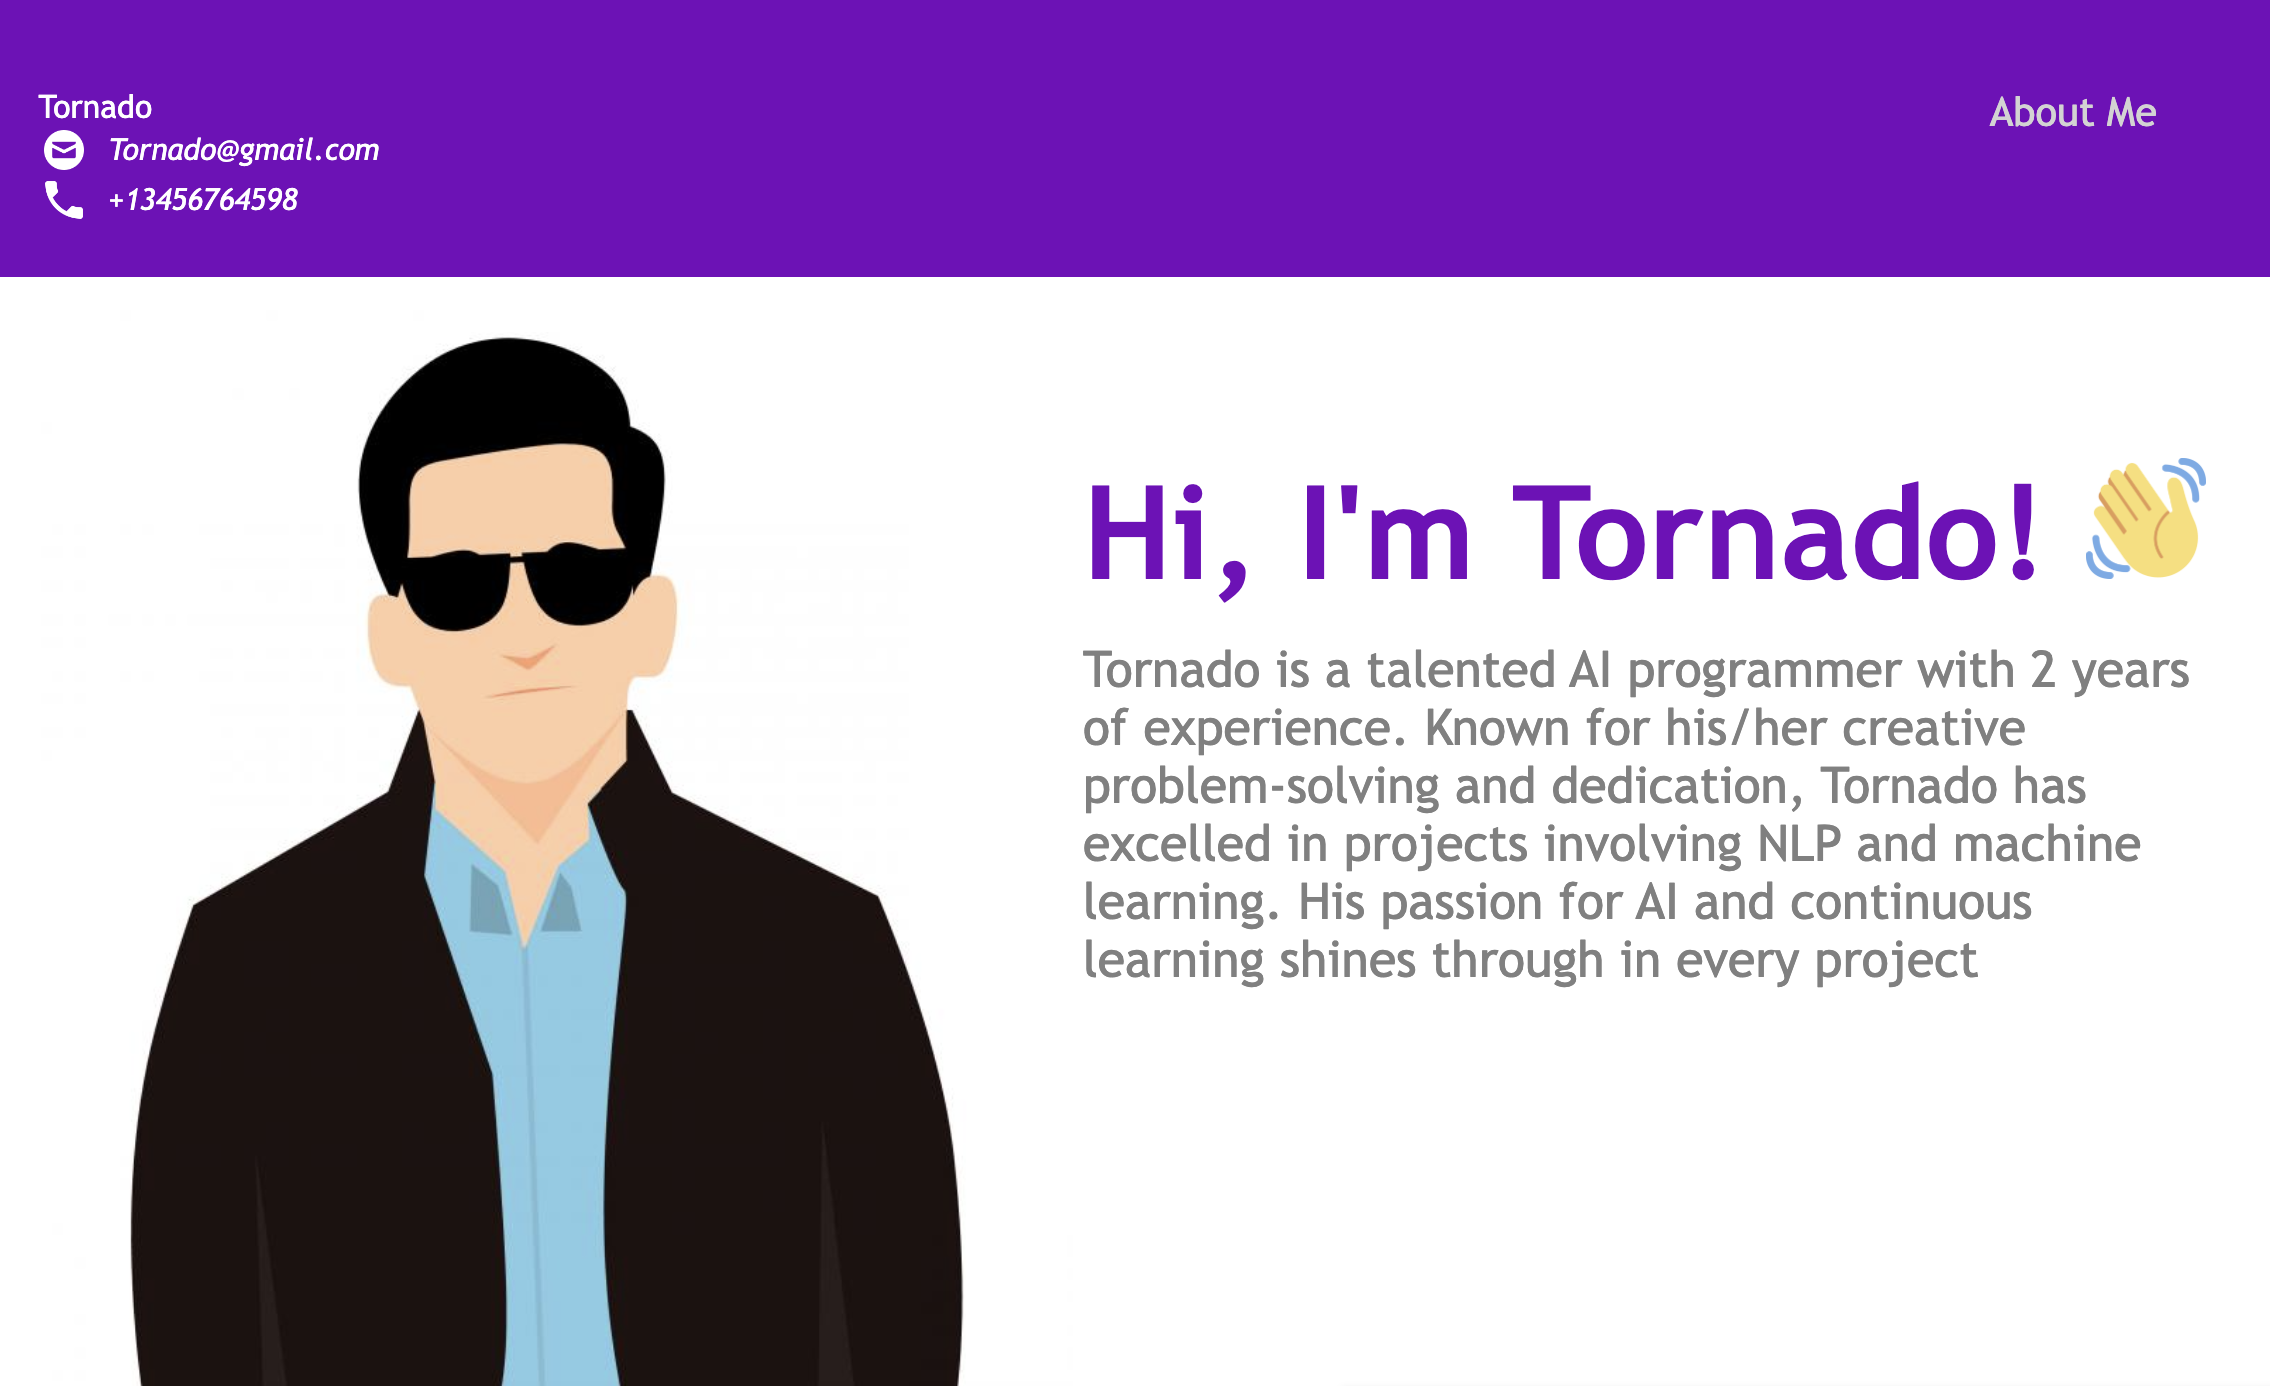 Tornado
Tornado@gmail.com
+13456764598
About Me
Hi, I'm Tornado! 👋
Tornado is a talented AI programmer with 2 years
of experience. Known for his/her creative
problem-solving and dedication, Tornado has
excelled in projects involving NLP and machine
learning. His passion for AI and continuous
learning shines through in every project